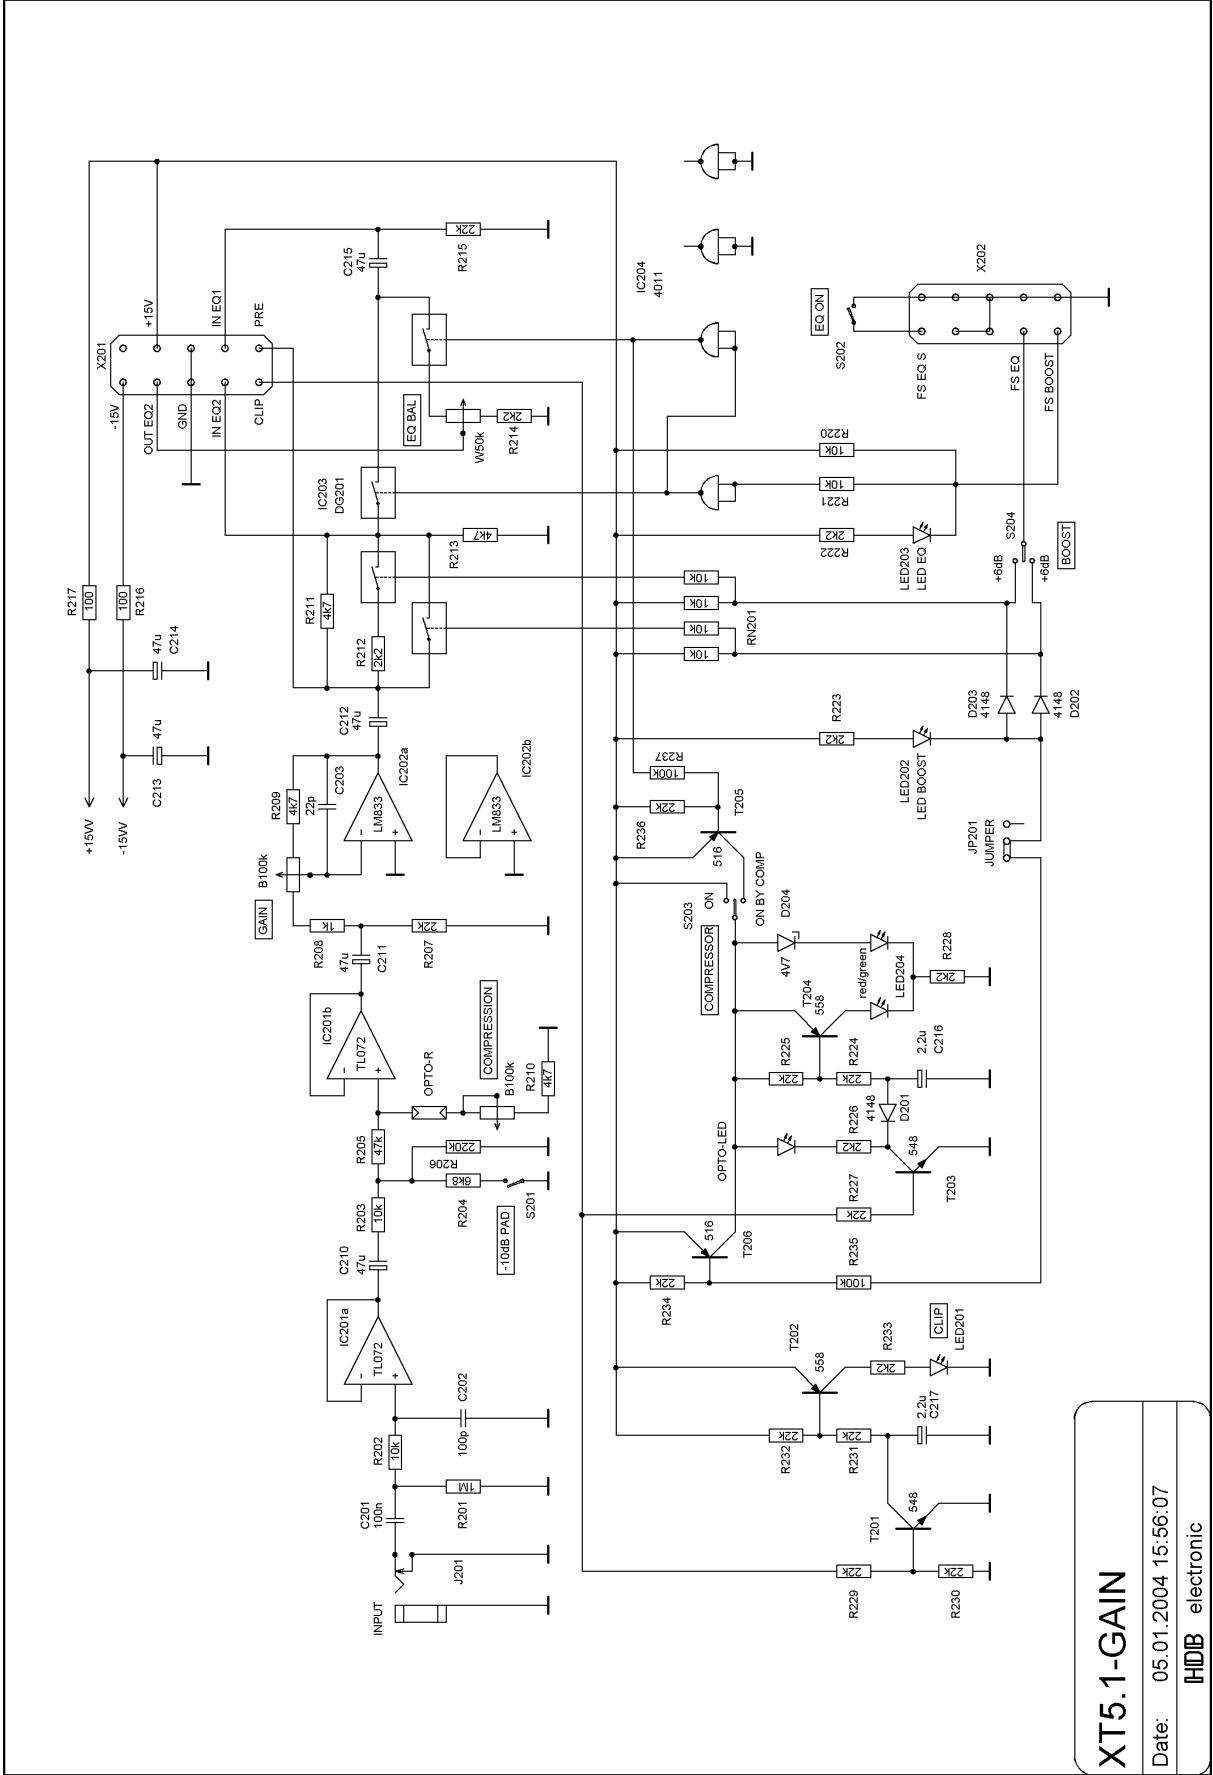 INPUT
J201
C201
100n
R201
1M
R202
10k
100p
C202
IC201a
TL072
C210
47u
R203
10k
R204
6k8
-10dB PAD
S201
R206
220k
R205
47k
OPTO-R
COMPRESSION
B100k
R210
4k7
IC201b
TL072
47u
C211
R208
1k
R207
22k
GAIN
B100k
R209
4k7
22p
C203
LM833
IC202a
LM833
IC202b
C212
47u
R212
2k2
R211
4k7
R213
4k7
IC203
DG201
EQ BAL
W50k
R214
2k2
C215
47u
R215
22k
+15VV
-15VV
C213
47u
47u
C214
R217
100
100
R216
X201
-15V
+15V
OUT EQ2
GND
IN EQ2
IN EQ1
CLIP
PRE
IC204
4011
EQ ON
S202
X202
FS EQ S
FS EQ
FS BOOST
R220
10k
R221
10k
R222
2k2
LED203
LED EQ
S204
+6dB
+6dB
BOOST
RN201
10k
10k
10k
10k
D203
4148
4148
D202
R223
2k2
LED202
LED BOOST
JP201
JUMPER
R237
100k
R236
22k
516
T205
S203
ON
ON BY COMP
COMPRESSOR
D204
4V7
red/green
LED204
R228
2k2
T204
558
R225
22k
R224
22k
2,2u
C216
R226
2k2
4148
D201
OPTO-LED
R227
22k
548
T203
516
T206
R234
22k
R235
100k
T202
558
R233
2k2
CLIP
LED201
R232
22k
R231
22k
2,2u
C217
T201
548
R229
22k
R230
22k
XT5.1-GAIN
Date: 05.01.2004 15:56:07
HDB electronic